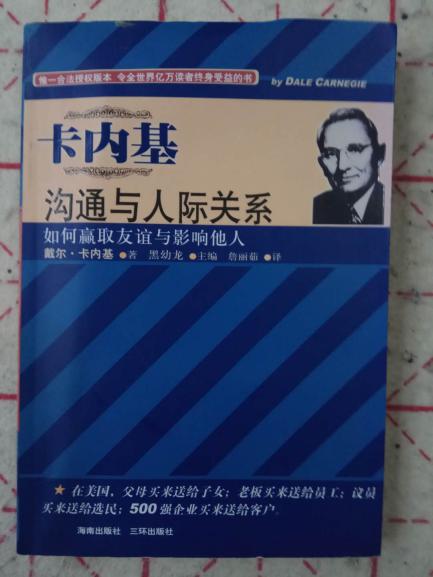 唯一合法授权版本 令全世界亿万读者终身受益的书
by DALE CARNEGIE
卡内基
沟通与人际关系
如何赢取友谊与影响他人
戴尔·卡内基●著 黑幼龙●主编 詹丽茹●译
★ 在美国，父母买来送给子女；老板买来送给员工；议员
买来送给选民；500强企业买来送给客户。
海南出版社 三环出版社